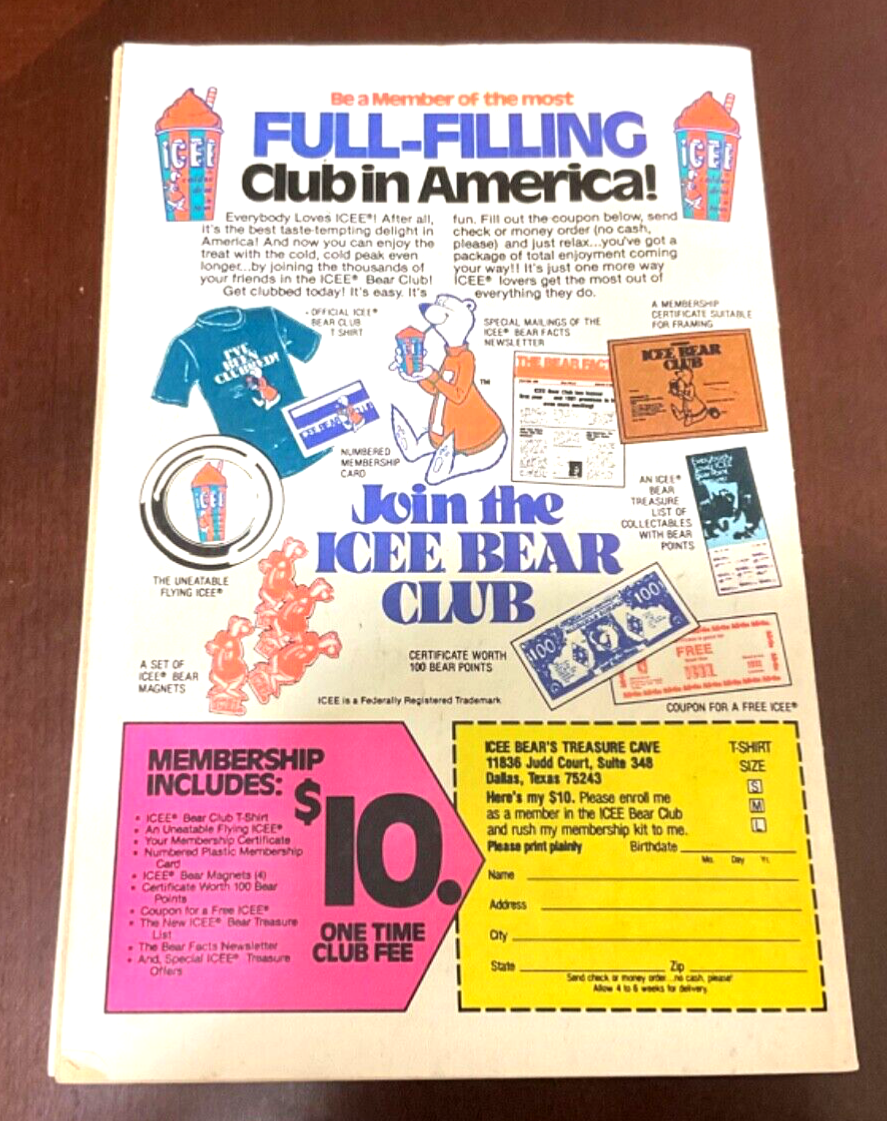 Be a Member of the most
FULL-FILLING
Club in America!
ICEE
ICEE
Everybody Loves ICEE®! After all,
it's the best taste-tempting delight in
America! And now you can enjoy the
treat with the cold, cold peak even
longer...by joining the thousands of
your friends in the ICEE® Bear Club!
Get clubbed today! It's easy. It's
fun. Fill out the coupon below, send
check or money order (no cash,
please) and just relax...you've got a
package of total enjoyment coming
your way!! It's just one more way
ICEE® lovers get the most out of
everything they do.
- OFFICIAL ICEE®
BEAR CLUB
T SHIRT
I'VE
BEEN
CLUBBED!
SPECIAL MAILINGS OF THE
ICEE® BEAR FACTS
NEWSLETTER
A MEMBERSHIP
CERTIFICATE SUITABLE
FOR FRAMING
ICEE
TM
THE BEAR FACT
ICEE BEAR
CLUB
ICEE BEAR
NUMBERED
MEMBERSHIP
CARD
ICEE
THE UNEATABLE
FLYING ICEE®
AN ICEE®
BEAR
TREASURE
LIST OF
COLLECTABLES
WITH BEAR
POINTS
Everybody
Join the
ICEE BEAR
CLUB
A SET OF
ICEE® BEAR
MAGNETS
CERTIFICATE WORTH
100 BEAR POINTS
100
100
FREE
COUPON FOR A FREE ICEE®
ICEE is a Federally Registered Trademark
MEMBERSHIP
INCLUDES:
• ICEE® Bear Club T-Shirt
• An Uneatable Flying ICEE®
• Your Membership Certificate
• Numbered Plastic Membership
Card
• ICEE® Bear Magnets (4)
• Certificate Worth 100 Bear
Points
• Coupon for a Free ICEE®
• The New ICEE® Bear Treasure
List
• The Bear Facts Newsletter
• And, Special ICEE® Treasure
Offers
$10.
ONE TIME
CLUB FEE
ICEE BEAR'S TREASURE CAVE
11836 Judd Court, Suite 348
Dallas, Texas 75243
T-SHIRT
SIZE
S
M
L
Here's my $10. Please enroll me
as a member in the ICEE Bear Club
and rush my membership kit to me.
Please print plainly Birthdate
Mo. Day Yr.
Name
Address
City
State Zip
Send check or money order...no cash, please!
Allow 4 to 6 weeks for delivery.